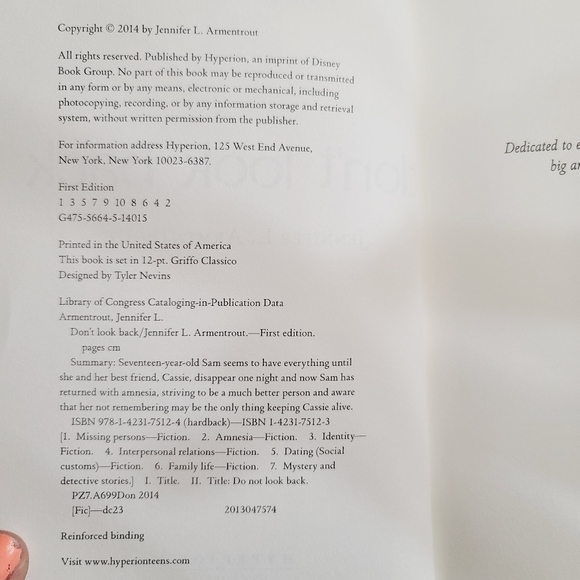 Copyright © 2014 by Jennifer L. Armentrout
All rights reserved. Published by Hyperion, an imprint of Disney
Book Group. No part of this book may be reproduced or transmitted
in any form or by any means, electronic or mechanical, including
photocopying, recording, or by any information storage and retrieval
system, without written permission from the publisher.
For information address Hyperion, 125 West End Avenue,
New York, New York 10023-6387.
First Edition
1 3 5 7 9 10 8 6 4 2
G475-5664-5-14015
Printed in the United States of America
This book is set in 12-pt. Griffo Classico
Designed by Tyler Nevins
Library of Congress Cataloging-in-Publication Data
Armentrout, Jennifer L.
Don't look back/Jennifer L. Armentrout.—First edition.
pages cm
Summary: Seventeen-year-old Sam seems to have everything until
she and her best friend, Cassie, disappear one night and now Sam has
returned with amnesia, striving to be a much better person and aware
that her not remembering may be the only thing keeping Cassie alive.
ISBN 978-1-4231-7512-4 (hardback)—ISBN 1-4231-7512-3
[1. Missing persons—Fiction. 2. Amnesia—Fiction. 3. Identity—
Fiction. 4. Interpersonal relations—Fiction. 5. Dating (Social
customs)—Fiction. 6. Family life—Fiction. 7. Mystery and
detective stories.] I. Title. II. Title: Do not look back.
PZ7.A699Don 2014
[Fic]—dc23 2013047574
Reinforced binding
Visit www.hyperionteens.com
Dedicated to
big